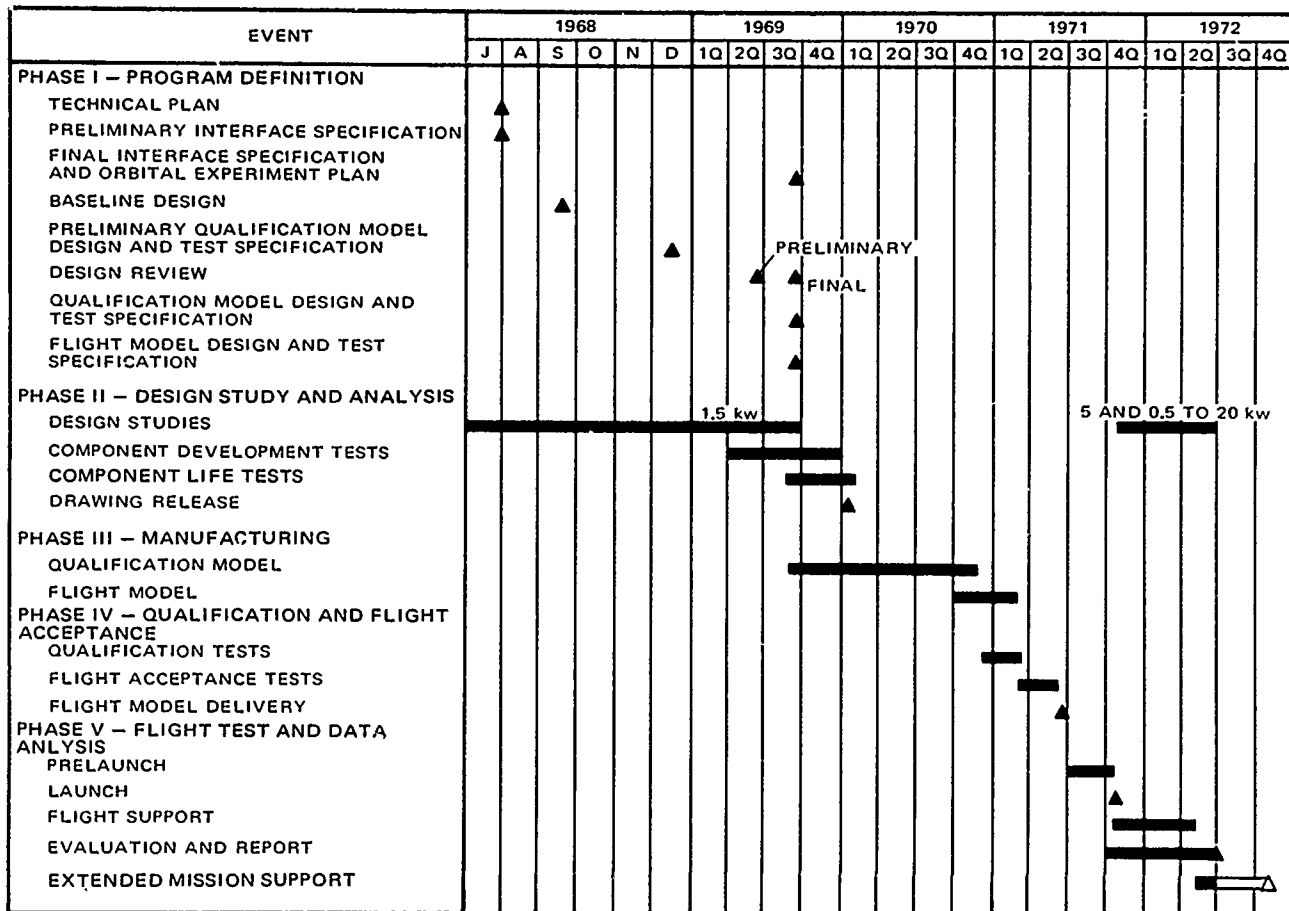 EVENT
1968 1969 1970 1971 1972
J A S O N D 1Q 2Q 3Q 4Q 1Q 2Q 3Q 4Q 1Q 2Q 3Q 4Q 1Q 2Q 3Q 4Q
PHASE I – PROGRAM DEFINITION
TECHNICAL PLAN
PRELIMINARY INTERFACE SPECIFICATION
FINAL INTERFACE SPECIFICATION
AND ORBITAL EXPERIMENT PLAN
BASELINE DESIGN
PRELIMINARY QUALIFICATION MODEL
DESIGN AND TEST SPECIFICATION
PRELIMINARY
DESIGN REVIEW
FINAL
QUALIFICATION MODEL DESIGN AND
TEST SPECIFICATION
FLIGHT MODEL DESIGN AND TEST
SPECIFICATION
PHASE II – DESIGN STUDY AND ANALYSIS
1.5 kw 5 AND 0.5 TO 20 kw
DESIGN STUDIES
COMPONENT DEVELOPMENT TESTS
COMPONENT LIFE TESTS
DRAWING RELEASE
PHASE III – MANUFACTURING
QUALIFICATION MODEL
FLIGHT MODEL
PHASE IV – QUALIFICATION AND FLIGHT
ACCEPTANCE
QUALIFICATION TESTS
FLIGHT ACCEPTANCE TESTS
FLIGHT MODEL DELIVERY
PHASE V – FLIGHT TEST AND DATA
ANLYSIS
PRELAUNCH
LAUNCH
FLIGHT SUPPORT
EVALUATION AND REPORT
EXTENDED MISSION SUPPORT